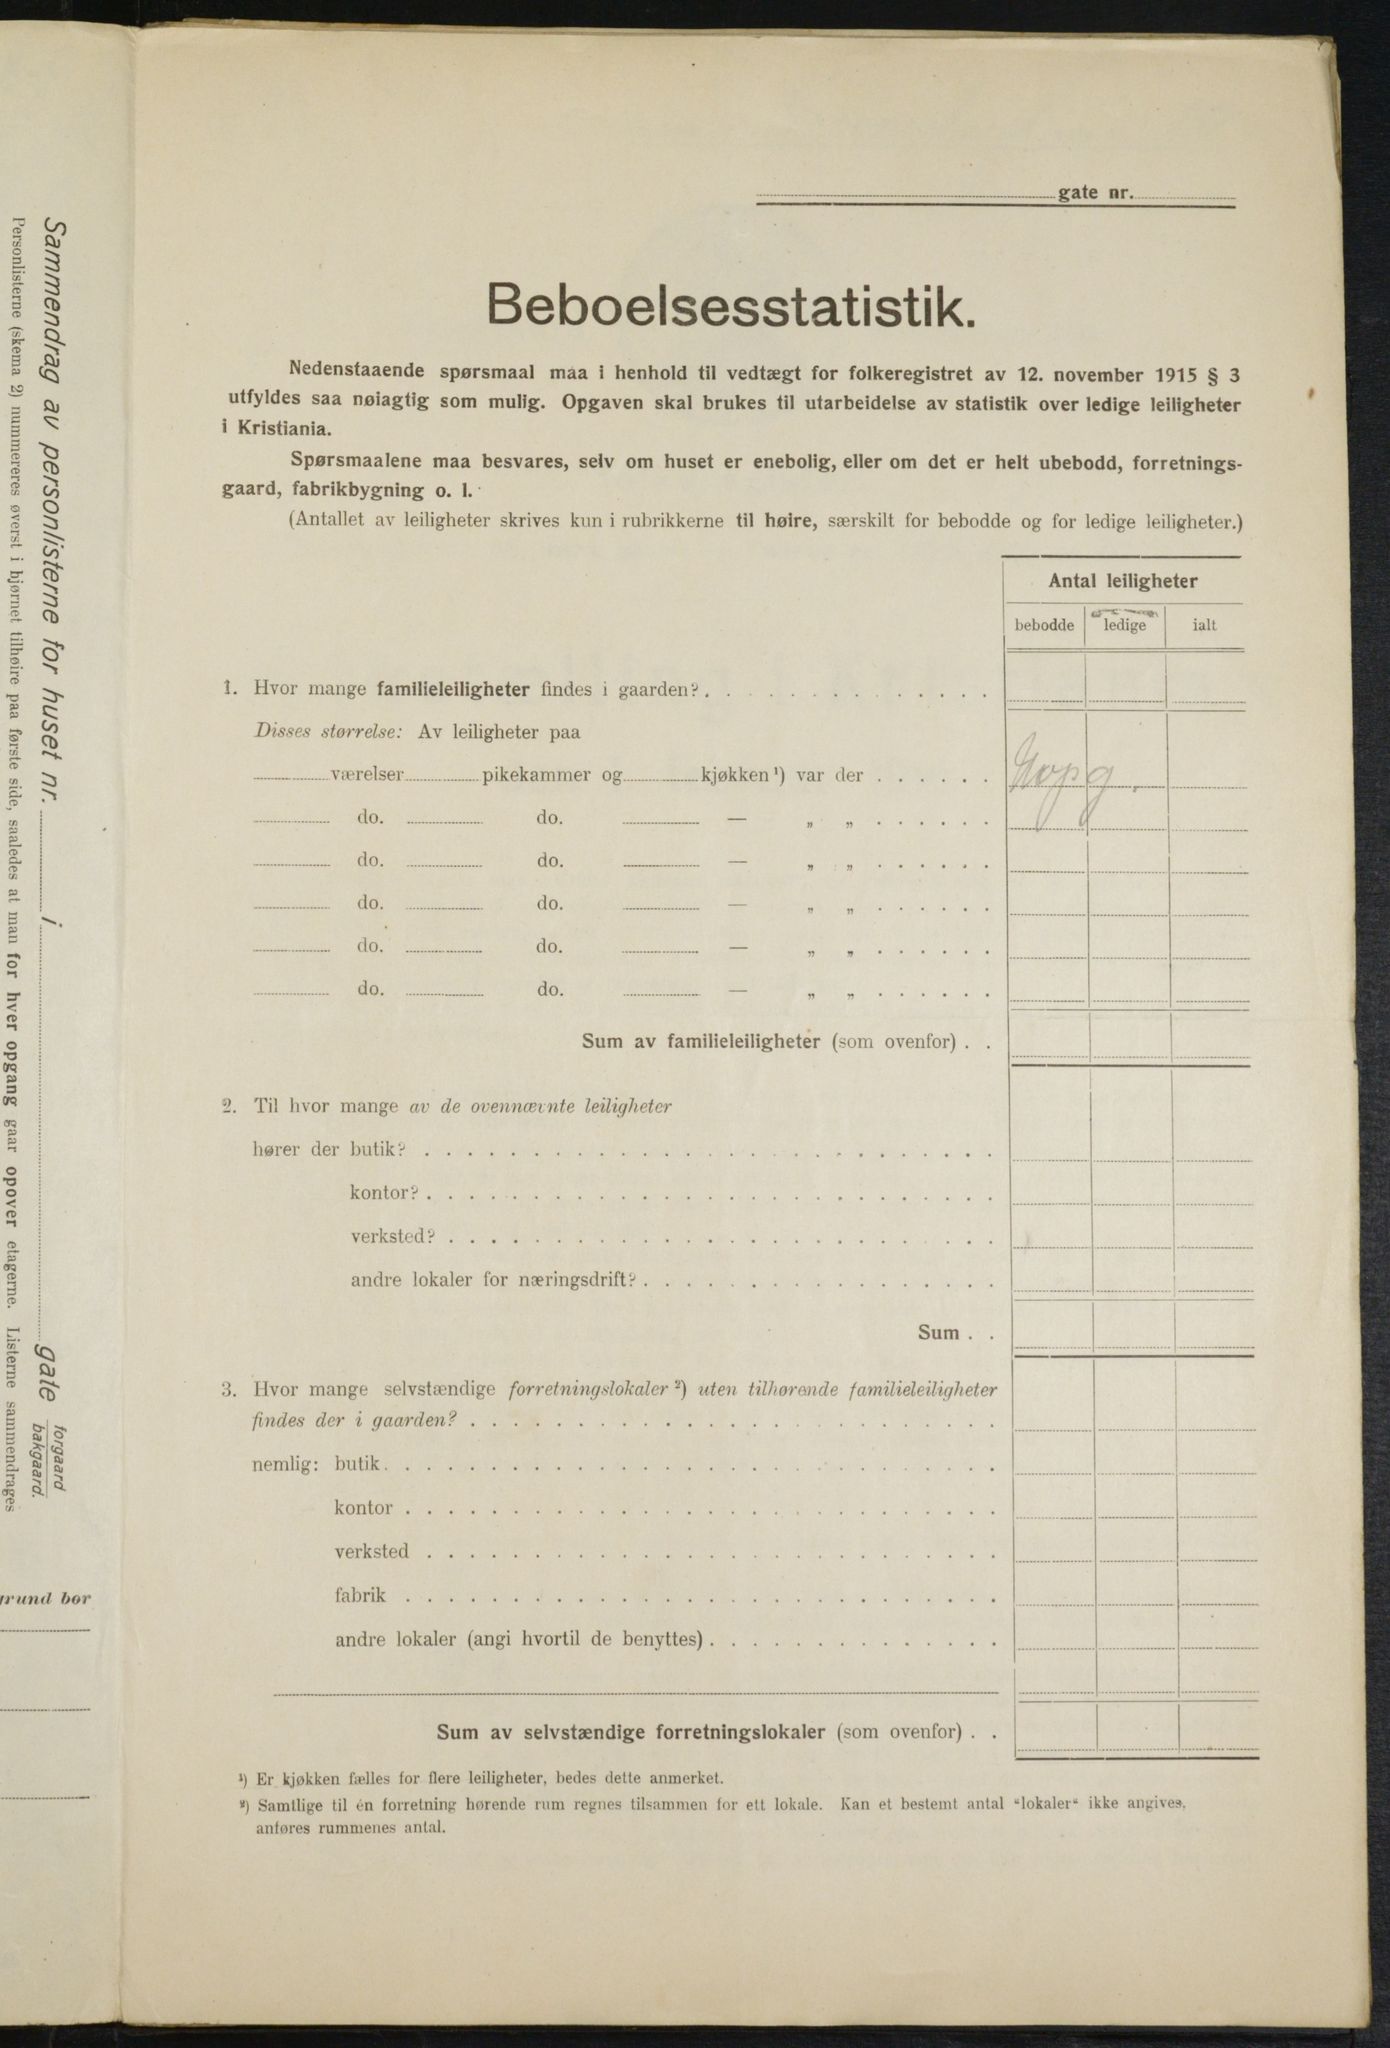 gate nr.
Beboelsesstatistik.
Nedenstaaende spørsmaal maa i henhold til vedtægt for folkeregistret av 12. november 1915 § 3
utfyldes saa nøiagtig som mulig. Opgaven skal brukes til utarbeidelse av statistik over ledige leiligheter
i Kristiania.
Spørsmaalene maa besvares, selv om huset er enebolig, eller om det er helt ubebodd, forretnings-
gaard, fabrikbygning o. l.
(Antallet av leiligheter skrives kun i rubrikkerne til høire, særskilt for bebodde og for ledige leiligheter.)
Antal leiligheter
bebodde ledige ialt
1. Hvor mange familieleiligheter findes i gaarden? . . . . . . . . . . . . . .
Disses størrelse: Av leiligheter paa
værelser pikekammer og kjøkken ¹) var der . . . . . .
do. do. — „ „ . . . . . .
do. do. — „ „ . . . . . .
do. do. — „ „ . . . . . .
do. do. — „ „ . . . . . .
do. do. — „ „ . . . . . .
Sum av familieleiligheter (som ovenfor) . .
2. Til hvor mange av de ovennævnte leiligheter
hører der butik? . . . . . . . . . . . . . . . . . . . . . . . . . . .
kontor? . . . . . . . . . . . . . . . . . . . . . . . . . . .
verksted? . . . . . . . . . . . . . . . . . . . . . . . . . .
andre lokaler for næringsdrift? . . . . . . . . . . . . . . . . .
Sum . .
3. Hvor mange selvstændige forretningslokaler ²) uten tilhørende familieleiligheter
findes der i gaarden? . . . . . . . . . . . . . . . . . . . . . . . . .
nemlig: butik . . . . . . . . . . . . . . . . . . . . . . . . . . . . .
kontor . . . . . . . . . . . . . . . . . . . . . . . . . . . .
verksted . . . . . . . . . . . . . . . . . . . . . . . . . . .
fabrik . . . . . . . . . . . . . . . . . . . . . . . . . . . .
andre lokaler (angi hvortil de benyttes) . . . . . . . . . . . . . .
Sum av selvstændige forretningslokaler (som ovenfor) . .
¹) Er kjøkken fælles for flere leiligheter, bedes dette anmerket.
²) Samtlige til én forretning hørende rum regnes tilsammen for ett lokale. Kan et bestemt antal “lokaler“ ikke angives,
anføres rummenes antal.
Sammendrag av personlisterne for huset nr. i gate forgaard
bakgaard.
Personlisterne (skema 2) nummereres øverst i hjørnet tilhøire paa første side, saaledes at man for hver opgang gaar opover etagerne. Listerne sammendrages
grund bør